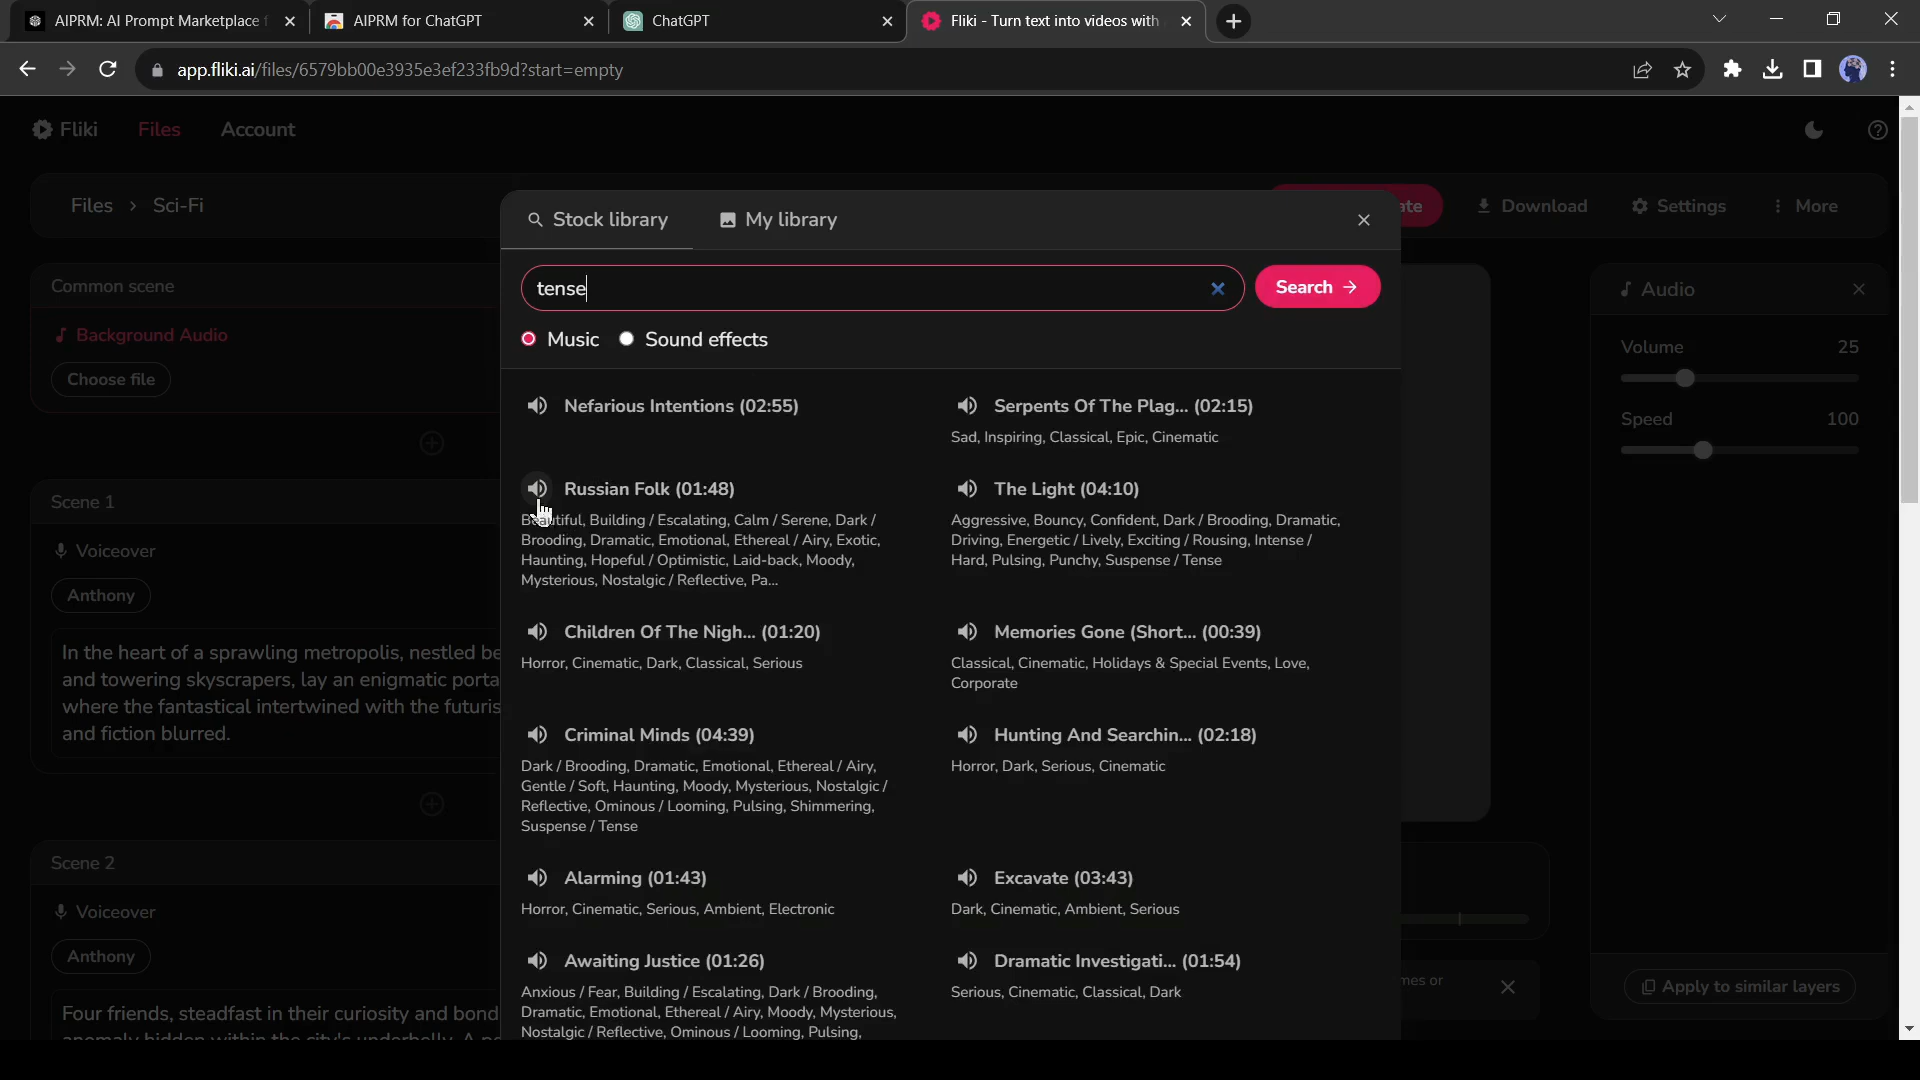 AIPRM: AI Prompt Marketplace f
AIPRM for ChatGPT
ChatGPT
Fliki - Turn text into videos with
app.fliki.ai/files/6579bb00e3935e3ef233fb9d?start=empty
Fliki
Files
Account
Files > Sci-Fi
Download
Settings
More
Stock library
My library
tense
Search →
Music
Sound effects
Common scene
Background Audio
Choose file
Audio
Volume 25
Speed 100
Nefarious Intentions (02:55)
Serpents Of The Plag... (02:15)
Sad, Inspiring, Classical, Epic, Cinematic
Russian Folk (01:48)
Beautiful, Building / Escalating, Calm / Serene, Dark /
Brooding, Dramatic, Emotional, Ethereal / Airy, Exotic,
Haunting, Hopeful / Optimistic, Laid-back, Moody,
Mysterious, Nostalgic / Reflective, Pa...
The Light (04:10)
Aggressive, Bouncy, Confident, Dark / Brooding, Dramatic,
Driving, Energetic / Lively, Exciting / Rousing, Intense /
Hard, Pulsing, Punchy, Suspense / Tense
Children Of The Nigh... (01:20)
Horror, Cinematic, Dark, Classical, Serious
Memories Gone (Short... (00:39)
Classical, Cinematic, Holidays & Special Events, Love,
Corporate
Criminal Minds (04:39)
Dark / Brooding, Dramatic, Emotional, Ethereal / Airy,
Gentle / Soft, Haunting, Moody, Mysterious, Nostalgic /
Reflective, Ominous / Looming, Pulsing, Shimmering,
Suspense / Tense
Hunting And Searchin... (02:18)
Horror, Dark, Serious, Cinematic
Alarming (01:43)
Horror, Cinematic, Serious, Ambient, Electronic
Excavate (03:43)
Dark, Cinematic, Ambient, Serious
Awaiting Justice (01:26)
Anxious / Fear, Building / Escalating, Dark / Brooding,
Dramatic, Emotional, Ethereal / Airy, Moody, Mysterious,
Nostalgic / Reflective, Ominous / Looming, Pulsing,
Dramatic Investigati... (01:54)
Serious, Cinematic, Classical, Dark
Scene 1
Voiceover
Anthony
In the heart of a sprawling metropolis, nestled be
and towering skyscrapers, lay an enigmatic porta
where the fantastical intertwined with the futuris
and fiction blurred.
Scene 2
Voiceover
Anthony
Four friends, steadfast in their curiosity and bond
Apply to similar layers